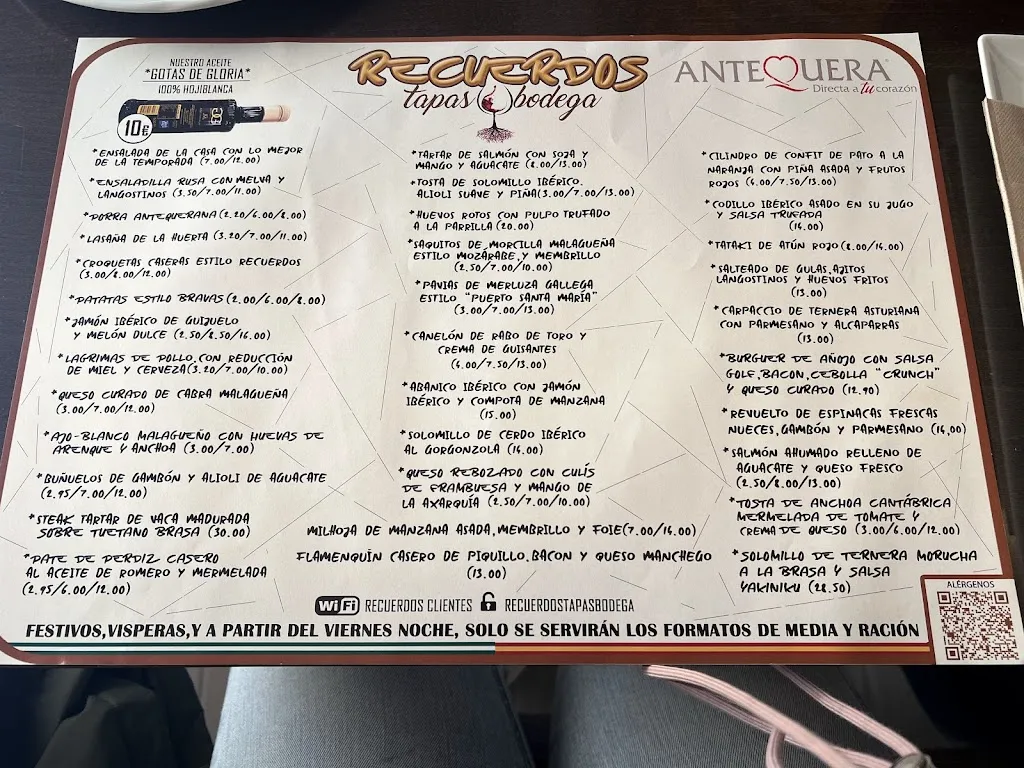 NUESTRO ACEITE
"GOTAS DE GLORIA"
100% HOJIBLANCA
10€
RECUERDOS
tapas bodega
ANTEQUERA
Directa a tu corazón
*ENSALADA DE LA CASA CON LO MEJOR
DE LA TEMPORADA (7.00/12.00)
*ENSALADILLA RUSA CON MELVA Y
LANGOSTINOS (3.50/7.00/11.00)
*PORRA ANTEQUERANA (2.20/6.00/8.00)
*LASAÑA DE LA HUERTA (3.20/7.00/11.00)
*CROQUETAS CASERAS ESTILO RECUERDOS
(3.00/8.00/12.00)
*PATATAS ESTILO BRAVAS (2.00/6.00/8.00)
*JAMÓN IBÉRICO DE GUIJUELO
Y MELÓN DULCE (2.50/8.50/16.00)
*LAGRIMAS DE POLLO, CON REDUCCIÓN
DE MIEL Y CERVEZA (3.20/7.00/10.00)
*QUESO CURADO DE CABRA MALAGUEÑA
(3.00/7.00/12.00)
*AJO-BLANCO MALAGUEÑO CON HUEVAS DE
ARENQUE Y ANCHOA (3.00/7.00)
*BUÑUELOS DE GAMBÓN Y ALIOLI DE AGUACATE
(2.95/7.00/12.00)
*STEAK TARTAR DE VACA MADURADA
SOBRE TUETANO BRASA (30.00)
*PATE DE PERDIZ CASERO
AL ACEITE DE ROMERO Y MERMELADA
(2.95/6.00/12.00)
*TARTAR DE SALMÓN CON SOJA Y
MANGO Y AGUACATE (8.00/13.00)
*TOSTA DE SOLOMILLO IBÉRICO.
ALIOLI SUAVE Y PIÑA (3.00/7.00/13.00)
*HUEVOS ROTOS CON PULPO TRUFADO
A LA PARRILLA (20.00)
*SAQUITOS DE MORCILLA MALAGUEÑA
ESTILO MOZÁRABE, Y MEMBRILLO
(2.50/7.00/10.00)
*PAVIAS DE MERLUZA GALLEGA
ESTILO "PUERTO SANTA MARÍA"
(3.00/7.00/13.00)
*CANELÓN DE RABO DE TORO Y
CREMA DE GUISANTES
(4.00/7.50/13.00)
*ABANICO IBÉRICO CON JAMÓN
IBÉRICO Y COMPOTA DE MANZANA
(15.00)
*SOLOMILLO DE CERDO IBÉRICO
AL GORGONZOLA (14.00)
*QUESO REBOZADO CON CULÍS
DE FRAMBUESA Y MANGO DE
LA AXARQUÍA (2.50/7.00/10.00)
MILHOJA DE MANZANA ASADA, MEMBRILLO Y FOIE (7.00/14.00)
FLAMENQUÍN CASERO DE PIQUILLO, BACON Y QUESO MANCHEGO
(13.00)
*CILINDRO DE CONFIT DE PATO A LA
NARANJA CON PIÑA ASADA Y FRUTOS
ROJOS (4.00/7.50/13.00)
*CODILLO IBÉRICO ASADO EN SU JUGO
Y SALSA TRUFADA
(14.00)
*TATAKI DE ATÚN ROJO (8.00/14.00)
*SALTEADO DE GULAS, AJITOS
LANGOSTINOS Y HUEVOS FRITOS
(13.00)
*CARPACCIO DE TERNERA ASTURIANA
CON PARMESANO Y ALCAPARRAS
(13.00)
*BURGUER DE AÑOJO CON SALSA
GOLF, BACON, CEBOLLA "CRUNCH"
Y QUESO CURADO (12.90)
*REVUELTO DE ESPINACAS FRESCAS
NUECES, GAMBÓN Y PARMESANO (14,00)
*SALMÓN AHUMADO RELLENO DE
AGUACATE Y QUESO FRESCO
(2.50/8.00/13.00)
*TOSTA DE ANCHOA CANTÁBRICA
MERMELADA DE TOMATE Y
CREMA DE QUESO (3.00/6.00/12.00)
*SOLOMILLO DE TERNERA MORUCHA
A LA BRASA Y SALSA
YAKINIKU (28.50)
WiFi RECUERDOS CLIENTES RECUERDOSTAPASBODEGA
ALÉRGENOS
FESTIVOS, VISPERAS, Y A PARTIR DEL VIERNES NOCHE, SOLO SE SERVIRÁN LOS FORMATOS DE MEDIA Y RACIÓN